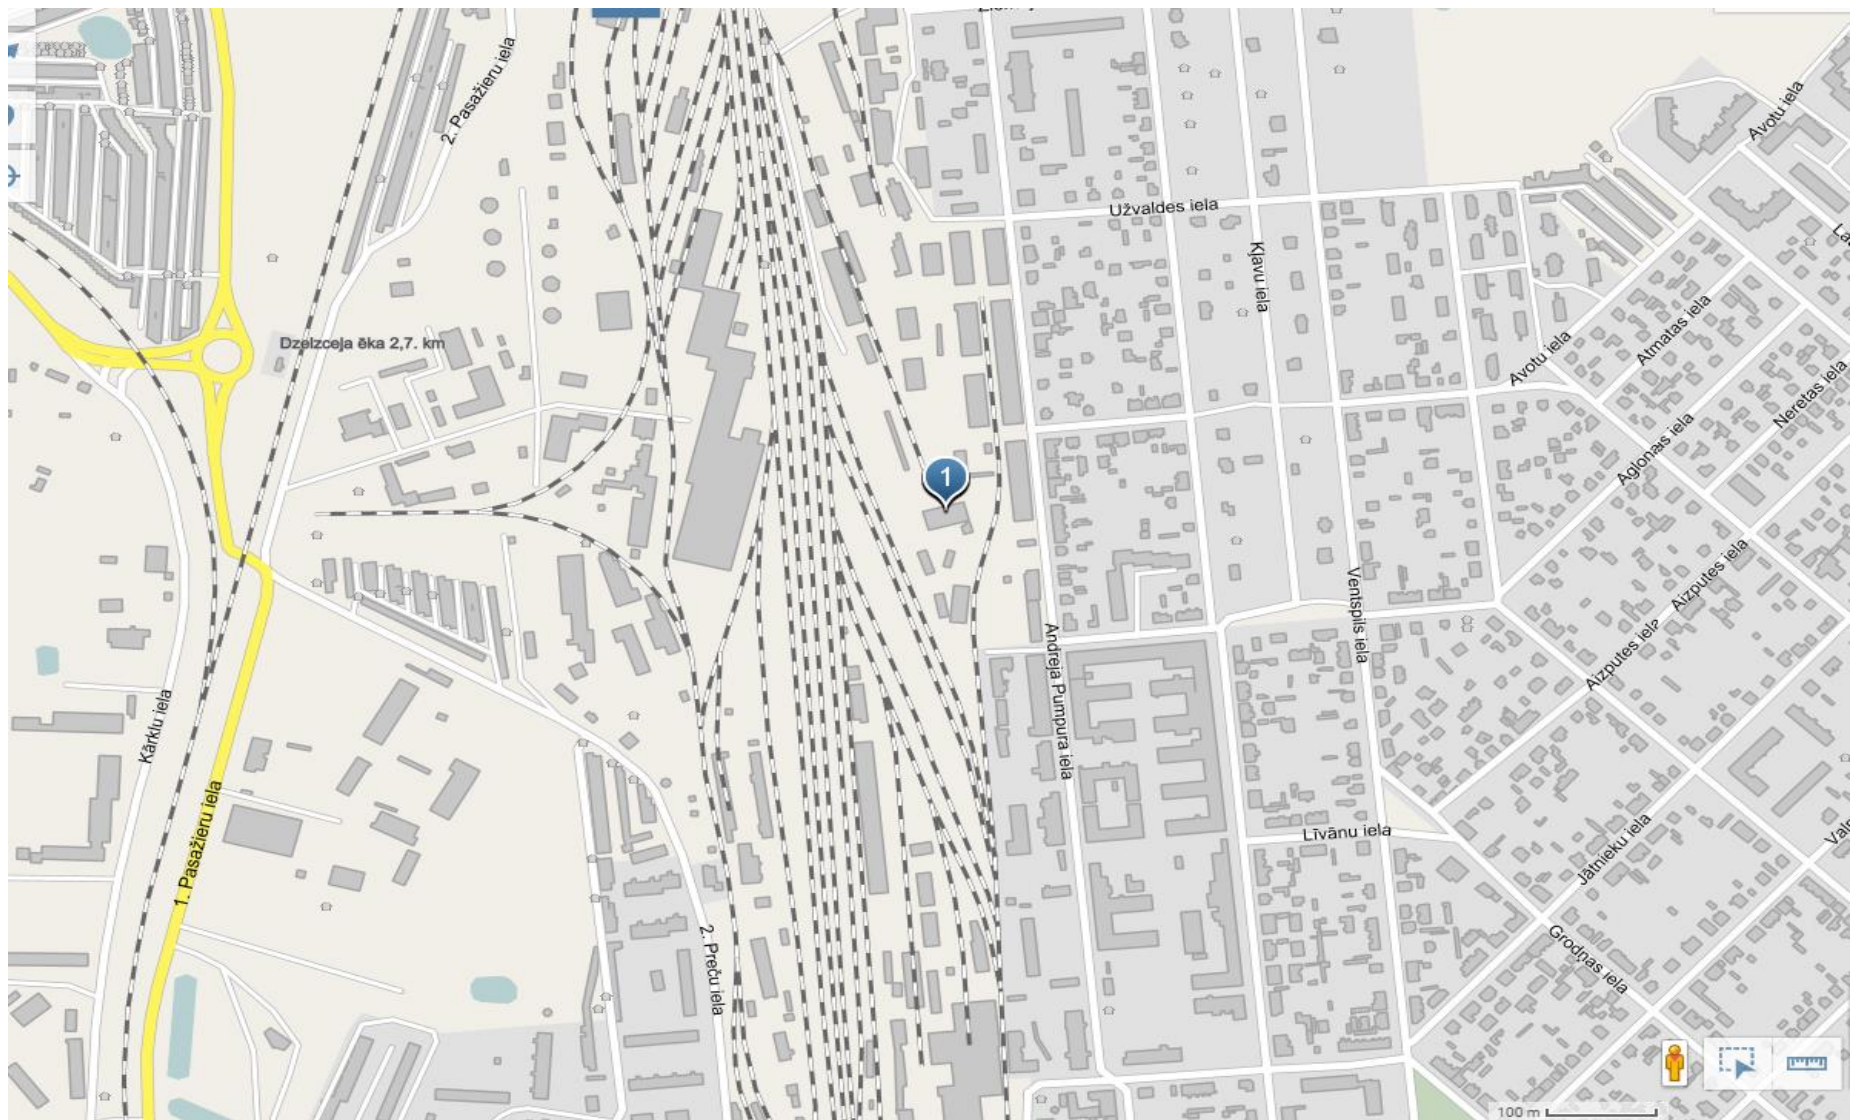 2. Pasažieru iela
Avotu iela
Užvaldes iela
Kļavu iela
Dzelzceļa ēka 2,7. km
Atmatas iela
Avotu iela
Neretas iela
Aglonas iela
1
Aizputes iela
Ventspils iela
Aizputes iela
Andreja Pumpura iela
Kārklu iela
1. Pasažieru iela
Līvānu iela
Jātnieku iela
2. Preču iela
Grodņas iela
100 m